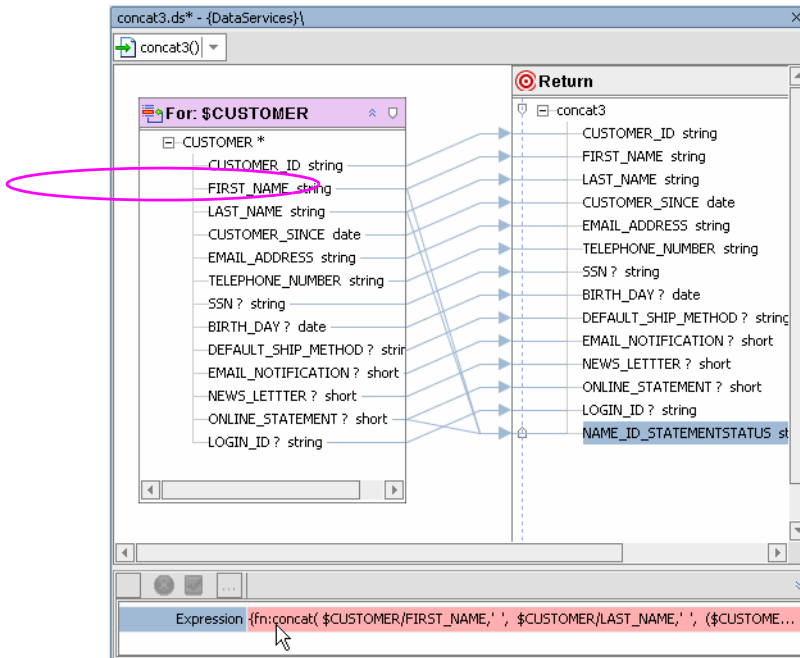 concat3.ds* - {DataServices}\
concat3()
For: $CUSTOMER
CUSTOMER *
CUSTOMER_ID string
FIRST_NAME string
LAST_NAME string
CUSTOMER_SINCE date
EMAIL_ADDRESS string
TELEPHONE_NUMBER string
SSN ? string
BIRTH_DAY ? date
DEFAULT_SHIP_METHOD ? strin
EMAIL_NOTIFICATION ? short
NEWS_LETTTER ? short
ONLINE_STATEMENT ? short
LOGIN_ID ? string
Return
concat3
CUSTOMER_ID string
FIRST_NAME string
LAST_NAME string
CUSTOMER_SINCE date
EMAIL_ADDRESS string
TELEPHONE_NUMBER string
SSN ? string
BIRTH_DAY ? date
DEFAULT_SHIP_METHOD ? string
EMAIL_NOTIFICATION ? short
NEWS_LETTTER ? short
ONLINE_STATEMENT ? short
LOGIN_ID ? string
NAME_ID_STATEMENTSTATUS st
...
Expression {fn:concat( $CUSTOMER/FIRST_NAME,' ', $CUSTOMER/LAST_NAME,' ', ($CUSTOME...